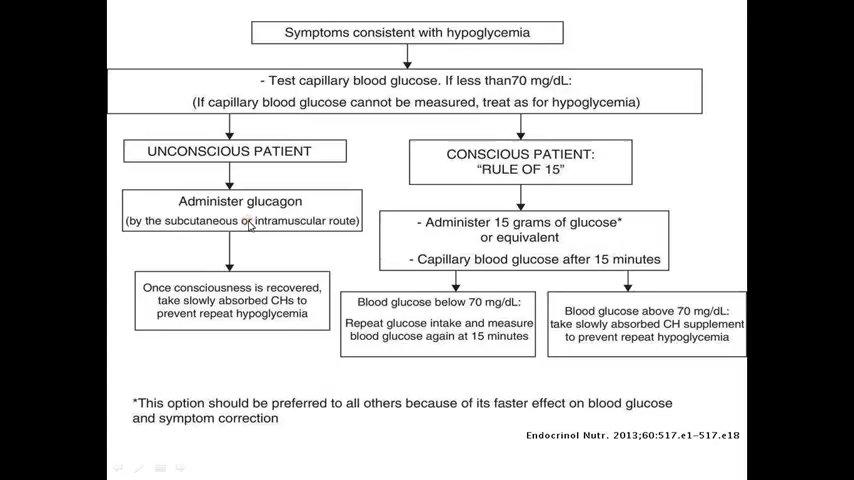 Symptoms consistent with hypoglycemia
- Test capillary blood glucose. If less than70 mg/dL:
(If capillary blood glucose cannot be measured, treat as for hypoglycemia)
UNCONSCIOUS PATIENT
Administer glucagon
(by the subcutaneous or intramuscular route)
Once consciousness is recovered,
take slowly absorbed CHs to
prevent repeat hypoglycemia
CONSCIOUS PATIENT:
“RULE OF 15”
- Administer 15 grams of glucose*
or equivalent
- Capillary blood glucose after 15 minutes
Blood glucose below 70 mg/dL:
Repeat glucose intake and measure
blood glucose again at 15 minutes
Blood glucose above 70 mg/dL:
take slowly absorbed CH supplement
to prevent repeat hypoglycemia
*This option should be preferred to all others because of its faster effect on blood glucose
and symptom correction
Endocrinol Nutr. 2013;60:517.e1–517.e18